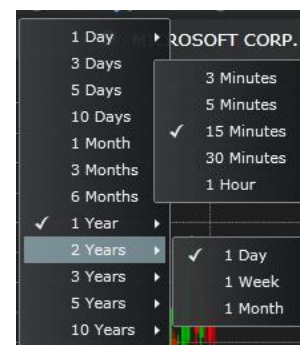 1 Day
ROSOFT CORP.
3 Days
5 Days
10 Days
1 Month
3 Months
6 Months
1 Year
2 Years
3 Years
5 Years
10 Years
3 Minutes
5 Minutes
15 Minutes
30 Minutes
1 Hour
1 Day
1 Week
1 Month